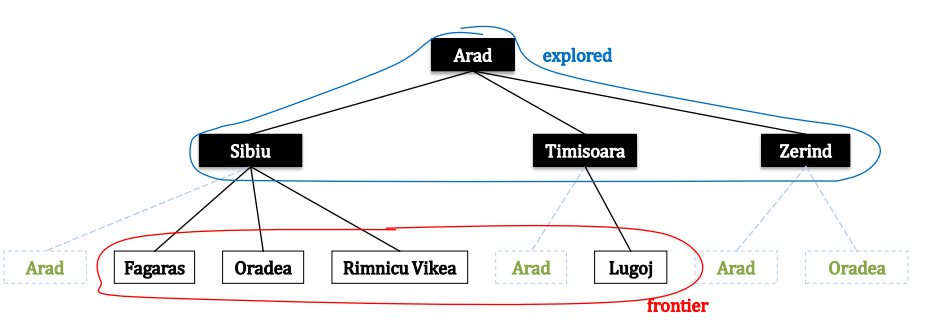 Arad
explored
Sibiu
Timisoara
Zerind
Arad
Fagaras
Oradea
Rimnicu Vikea
Arad
Lugoj
Arad
Oradea
frontier